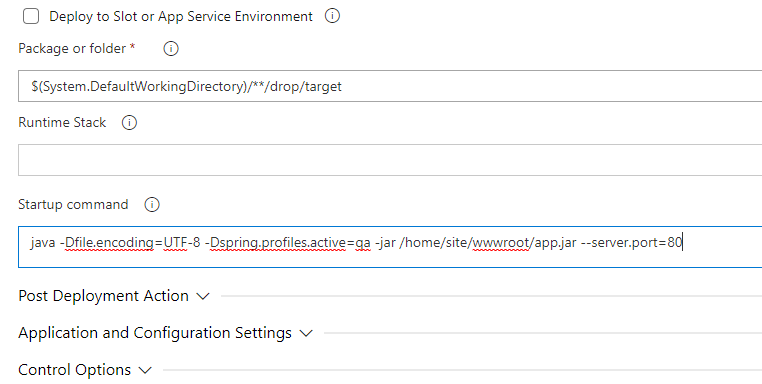 Deploy to Slot or App Service Environment
Package or folder *
$(System.DefaultWorkingDirectory)/**/drop/target
Runtime Stack
Startup command
java -Dfile.encoding=UTF-8 -Dspring.profiles.active=qa -jar /home/site/wwwroot/app.jar --server.port=80
Post Deployment Action
Application and Configuration Settings
Control Options